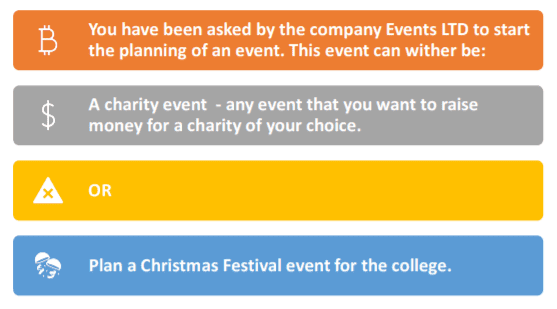 You have been asked by the company Events LTD to start
the planning of an event. This event can wither be:
A charity event - any event that you want to raise
money for a charity of your choice.
OR
Plan a Christmas Festival event for the college.